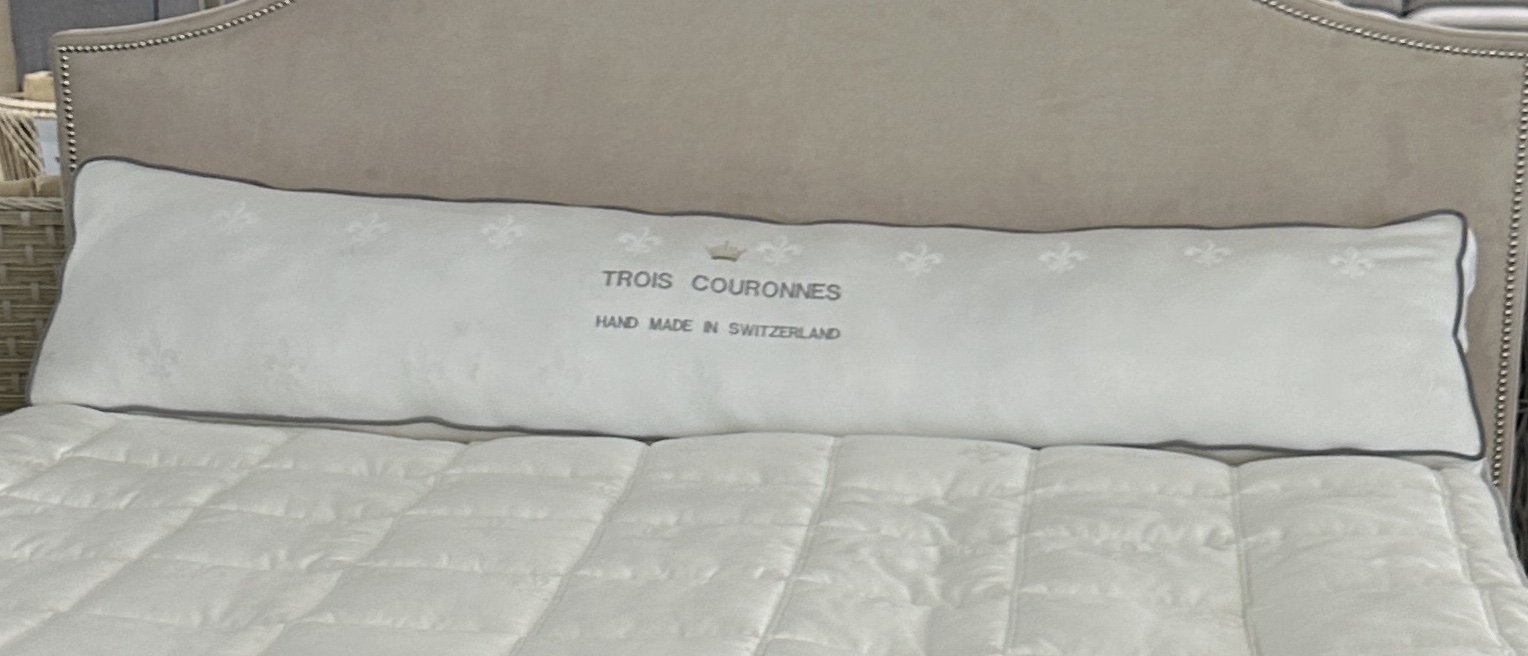 TROIS COURONNES
HAND MADE IN SWITZERLAND